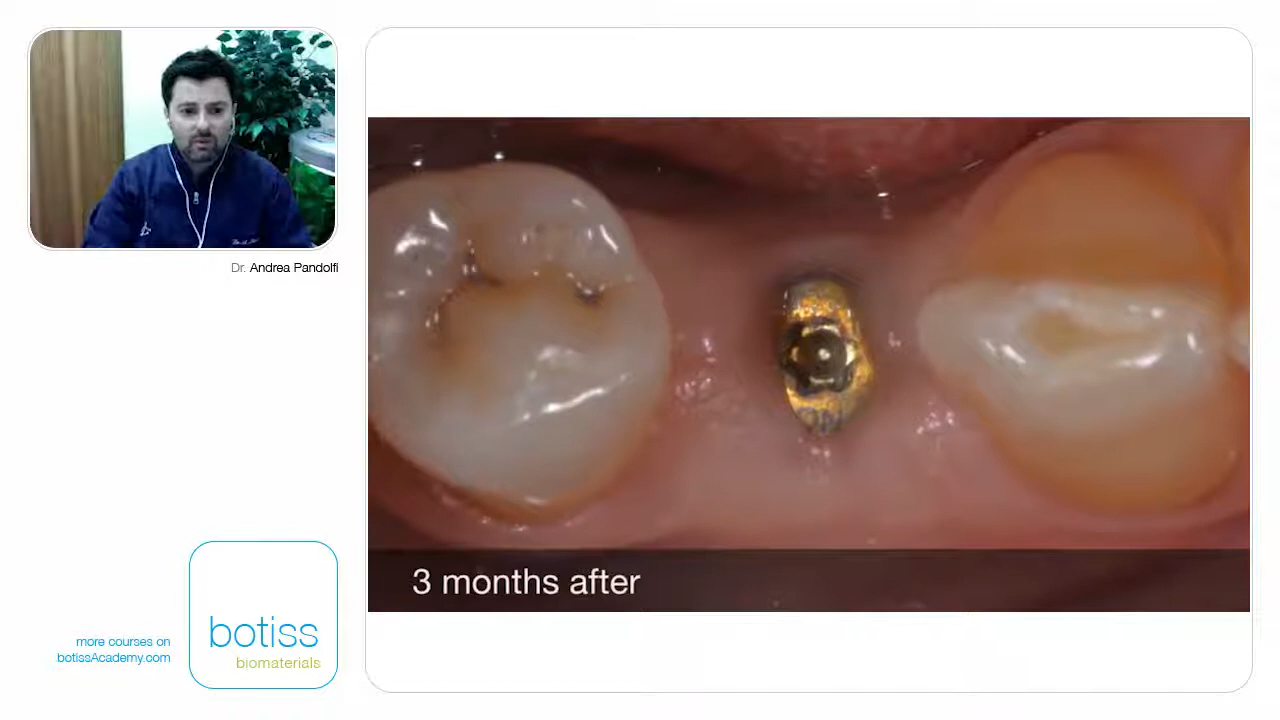 Dr. Andrea Pandolfi
3 months after
more courses on
botissAcademy.com
botiss
biomaterials